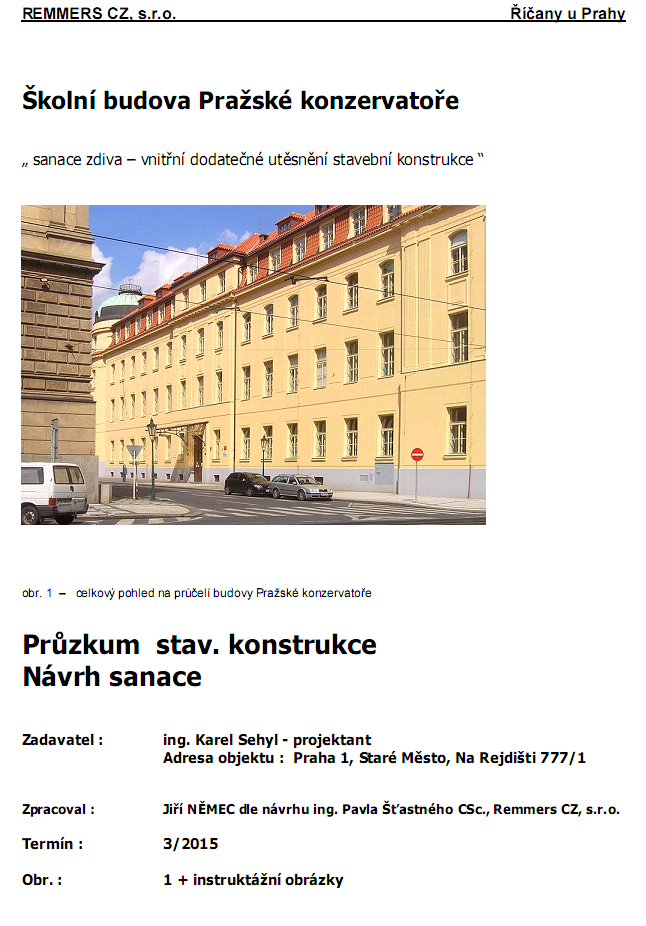 REMMERS CZ, s.r.o. Říčany u Prahy
Školní budova Pražské konzervatoře
„ sanace zdiva – vnitřní dodatečné utěsnění stavební konstrukce “
obr. 1 – celkový pohled na průčelí budovy Pražské konzervatoře
Průzkum stav. konstrukce
Návrh sanace
Zadavatel : ing. Karel Sehyl - projektant
Adresa objektu : Praha 1, Staré Město, Na Rejdišti 777/1
Zpracoval : Jiří NĚMEC dle návrhu ing. Pavla Šťastného CSc., Remmers CZ, s.r.o.
Termín : 3/2015
Obr. : 1 + instruktážní obrázky